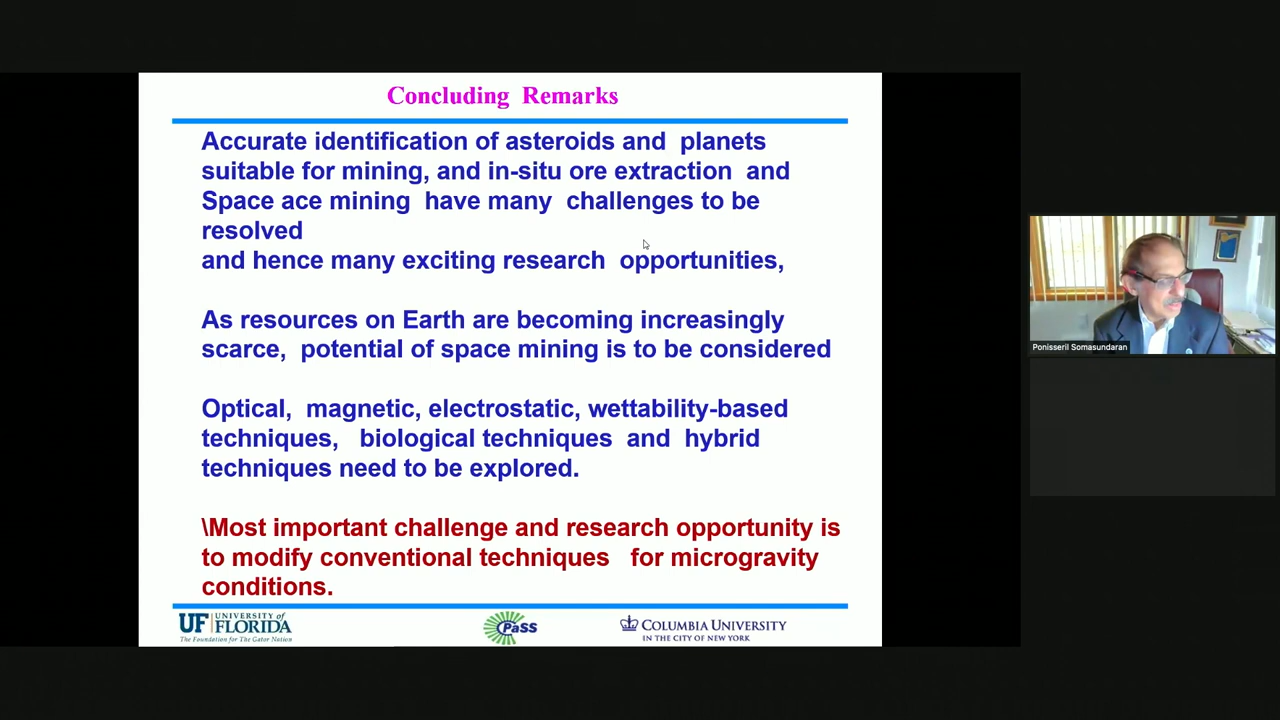 Concluding Remarks
Accurate identification of asteroids and planets
suitable for mining, and in-situ ore extraction and
Space ace mining have many challenges to be
resolved
and hence many exciting research opportunities,
As resources on Earth are becoming increasingly
scarce, potential of space mining is to be considered
Optical, magnetic, electrostatic, wettability-based
techniques, biological techniques and hybrid
techniques need to be explored.
\Most important challenge and research opportunity is
to modify conventional techniques for microgravity
conditions.
UF UNIVERSITY of
FLORIDA
The Foundation for The Gator Nation
CPaSS
COLUMBIA UNIVERSITY
IN THE CITY OF NEW YORK
Ponisseril Somasundaran